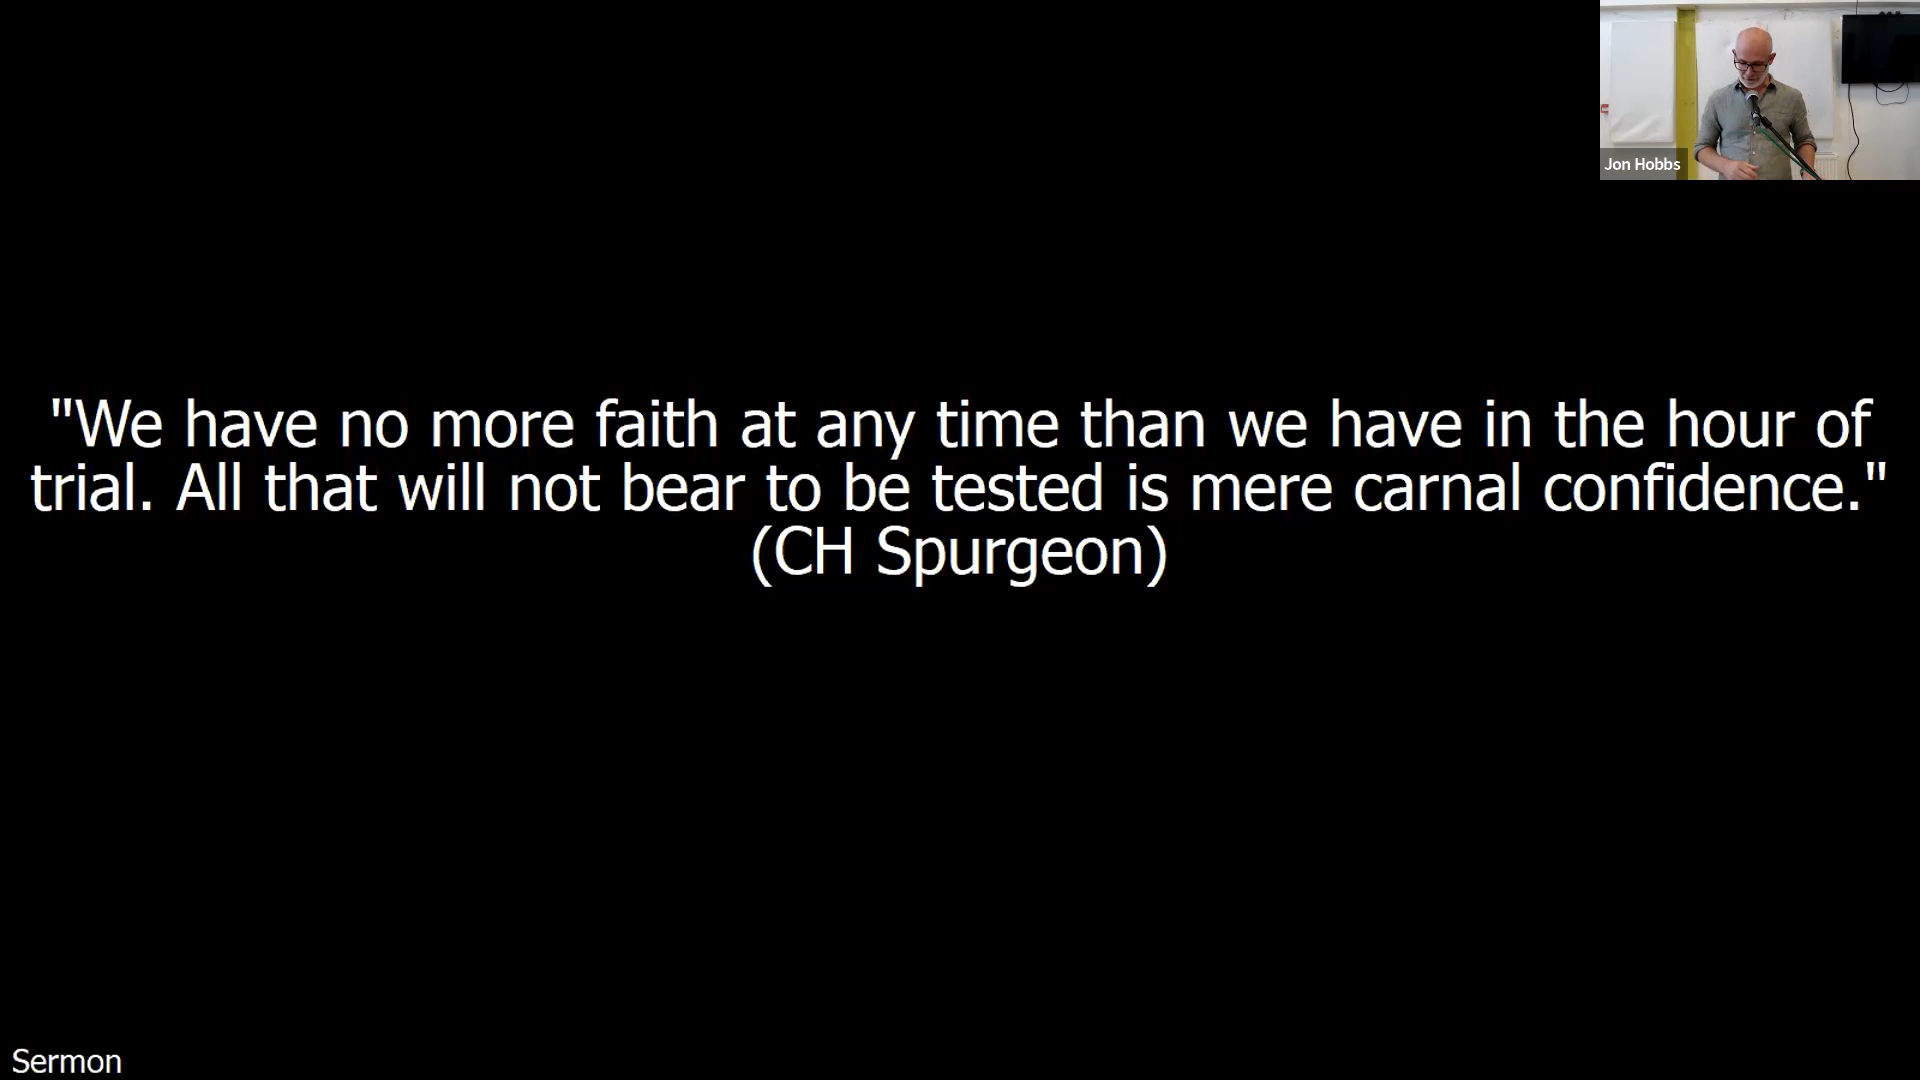 Jon Hobbs
"We have no more faith at any time than we have in the hour of
trial. All that will not bear to be tested is mere carnal confidence."
(CH Spurgeon)
Sermon